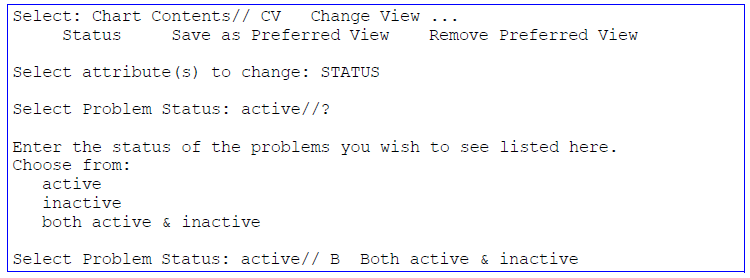 Select: Chart Contents// CV   Change View ...
     Status     Save as Preferred View    Remove Preferred View
Select attribute(s) to change: STATUS
Select Problem Status: active//?
Enter the status of the problems you wish to see listed here.
Choose from:
   active
   inactive
   both active & inactive
Select Problem Status: active// B  Both active & inactive